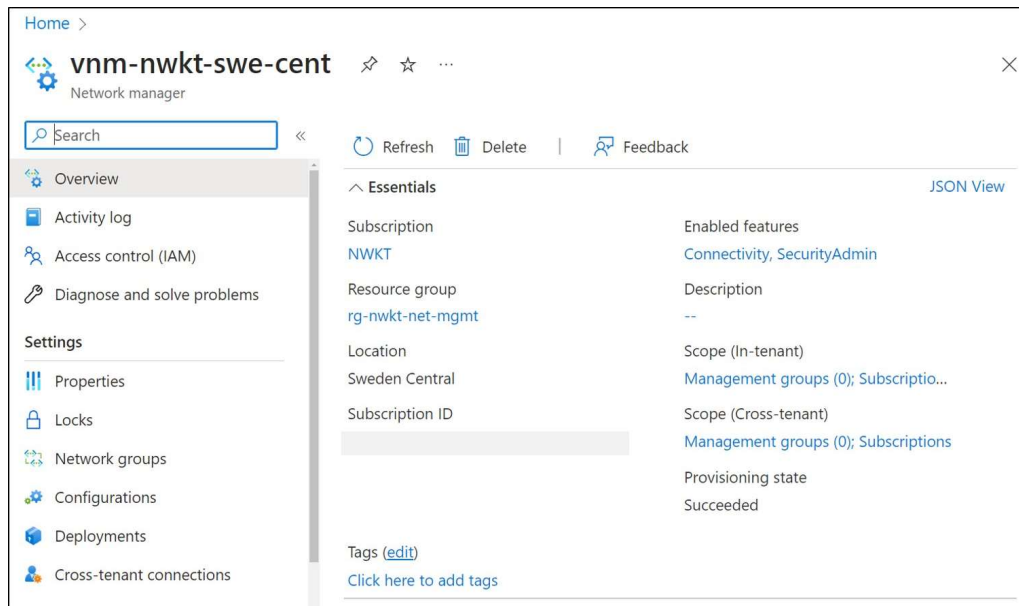 Home >
vnm-nwkt-swe-cent ...
Network manager
Search
«
Overview
Activity log
Access control (IAM)
Diagnose and solve problems
Settings
Properties
Locks
Network groups
Configurations
Deployments
Cross-tenant connections
Refresh Delete | Feedback
Essentials JSON View
Subscription
NWKT
Resource group
rg-nwkt-net-mgmt
Location
Sweden Central
Subscription ID
Enabled features
Connectivity, SecurityAdmin
Description
--
Scope (In-tenant)
Management groups (0); Subscriptio...
Scope (Cross-tenant)
Management groups (0); Subscriptions
Provisioning state
Succeeded
Tags (edit)
Click here to add tags